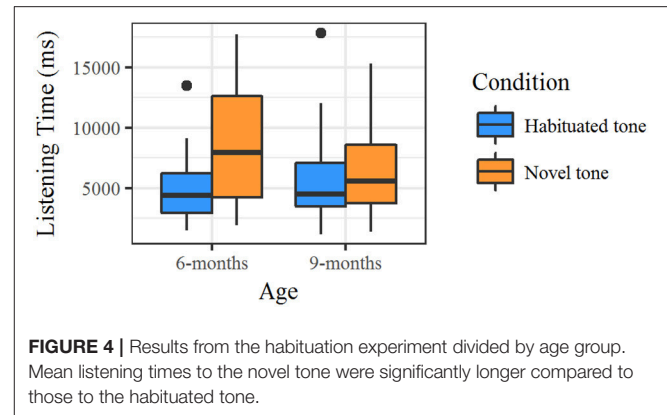 Listening Time (ms)
15000
10000
5000
6-months
9-months
Age
Condition
Habituated tone
Novel tone
FIGURE 4 | Results from the habituation experiment divided by age group.
Mean listening times to the novel tone were significantly longer compared to
those to the habituated tone.